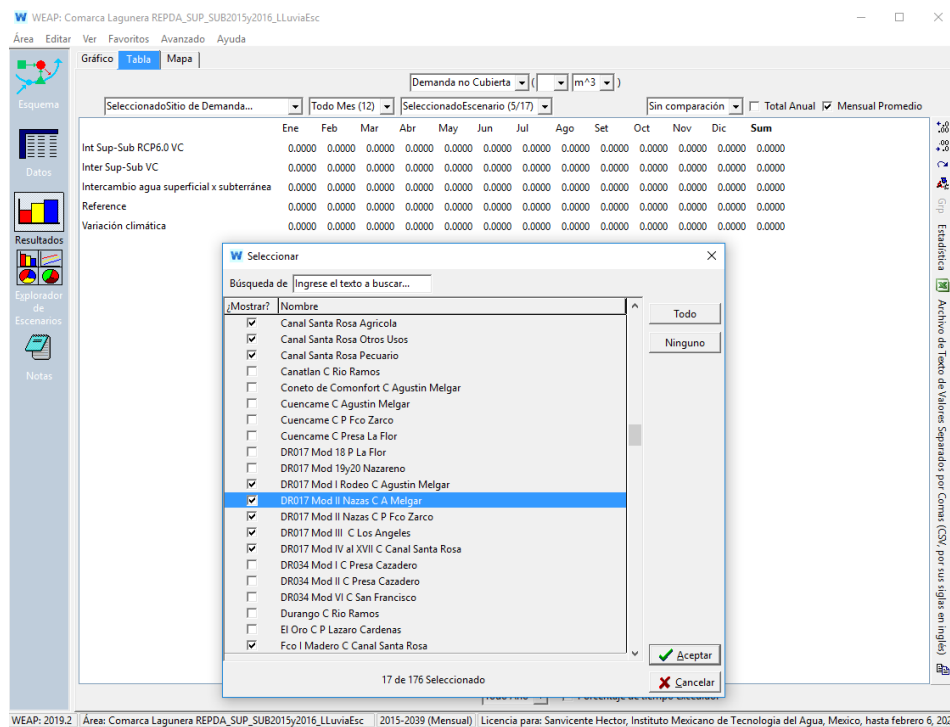 WEAP: Comarca Lagunera REPDA_SUP_SUB2015y2016_LLuviaEsc
Área Editar Ver Favoritos Avanzado Ayuda
Gráfico Tabla Mapa
Demanda no Cubierta ( m^3 )
SeleccionadoSitio de Demanda... Todo Mes (12) SeleccionadoEscenario (5/17) Sin comparación Total Anual Mensual Promedio
Ene Feb Mar Abr May Jun Jul Ago Set Oct Nov Dic Sum
Int Sup-Sub RCP6.0 VC 0.0000 0.0000 0.0000 0.0000 0.0000 0.0000 0.0000 0.0000 0.0000 0.0000 0.0000 0.0000 0.0000
Inter Sup-Sub VC 0.0000 0.0000 0.0000 0.0000 0.0000 0.0000 0.0000 0.0000 0.0000 0.0000 0.0000 0.0000 0.0000
Intercambio agua superficial x subterránea 0.0000 0.0000 0.0000 0.0000 0.0000 0.0000 0.0000 0.0000 0.0000 0.0000 0.0000 0.0000 0.0000
Reference 0.0000 0.0000 0.0000 0.0000 0.0000 0.0000 0.0000 0.0000 0.0000 0.0000 0.0000 0.0000 0.0000
Variación climática 0.0000 0.0000 0.0000 0.0000 0.0000 0.0000 0.0000 0.0000 0.0000 0.0000 0.0000 0.0000 0.0000
Esquema
Datos
Resultados
Explorador
de
Escenarios
Notas
Seleccionar
Búsqueda de Ingrese el texto a buscar...
¿Mostrar? Nombre
Canal Santa Rosa Agricola
Canal Santa Rosa Otros Usos
Canal Santa Rosa Pecuario
Canatlan C Rio Ramos
Coneto de Comonfort C Agustin Melgar
Cuencame C Agustin Melgar
Cuencame C P Fco Zarco
Cuencame C Presa La Flor
DR017 Mod 18 P La Flor
DR017 Mod 19y20 Nazareno
DR017 Mod I Rodeo C Agustin Melgar
DR017 Mod II Nazas C A Melgar
DR017 Mod II Nazas C P Fco Zarco
DR017 Mod III C Los Angeles
DR017 Mod IV al XVII C Canal Santa Rosa
DR034 Mod I C Presa Cazadero
DR034 Mod II C Presa Cazadero
DR034 Mod VI C San Francisco
Durango C Rio Ramos
El Oro C P Lazaro Cardenas
Fco I Madero C Canal Santa Rosa
Todo
Ninguno
Aceptar
Cancelar
17 de 176 Seleccionado
Grp
Estadística
Archivo de Texto de Valores Separados por Comas (CSV, por sus siglas en inglés)
WEAP: 2019.2 Área: Comarca Lagunera REPDA_SUP_SUB2015y2016_LLuviaEsc 2015-2039 (Mensual) Licencia para: Sanvicente Hector, Instituto Mexicano de Tecnologia del Agua, Mexico, hasta febrero 6,